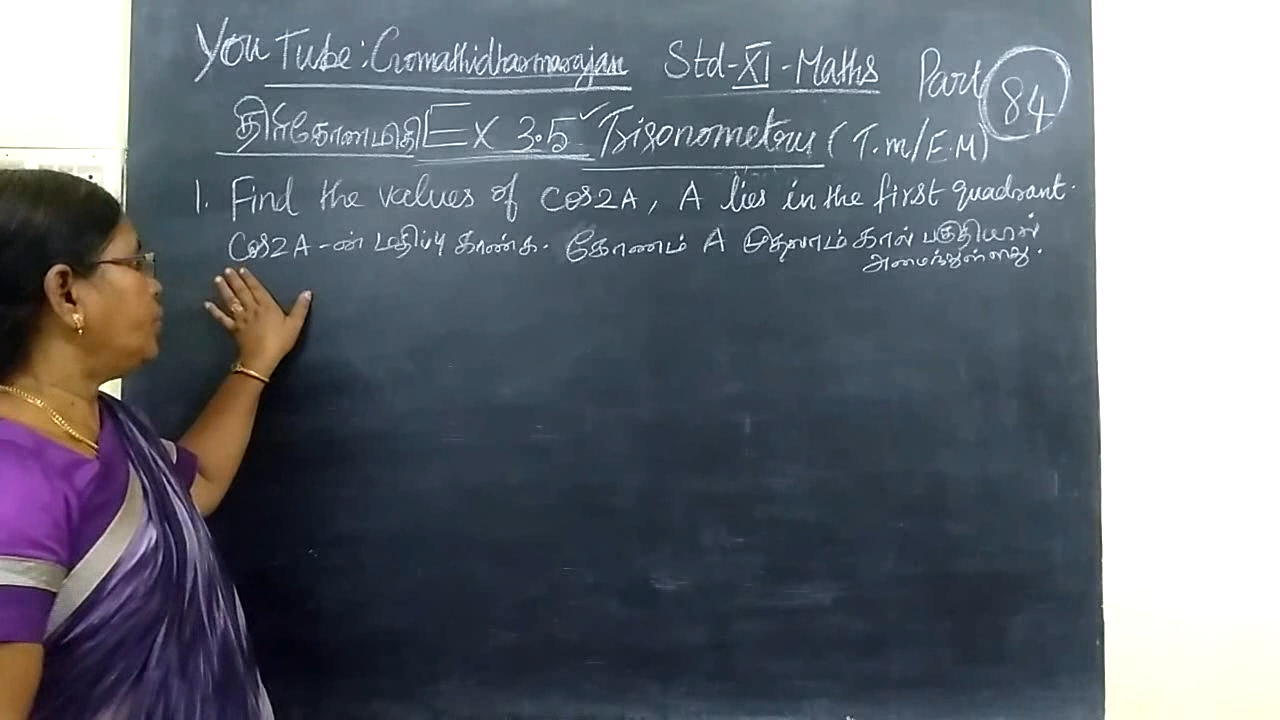 YouTube: Gomathidharmarajan Std-XI-Maths Part 84
திரிகோணமிதி Ex 3.5 Trigonometry (T.M/E.M)
1. Find the values of cos2A, A lies in the first quadrant.
Cos2A-ன் மதிப்பு காண்க. கோணம் A முதலாம் கால் பகுதியில்
அமைந்துள்ளது.